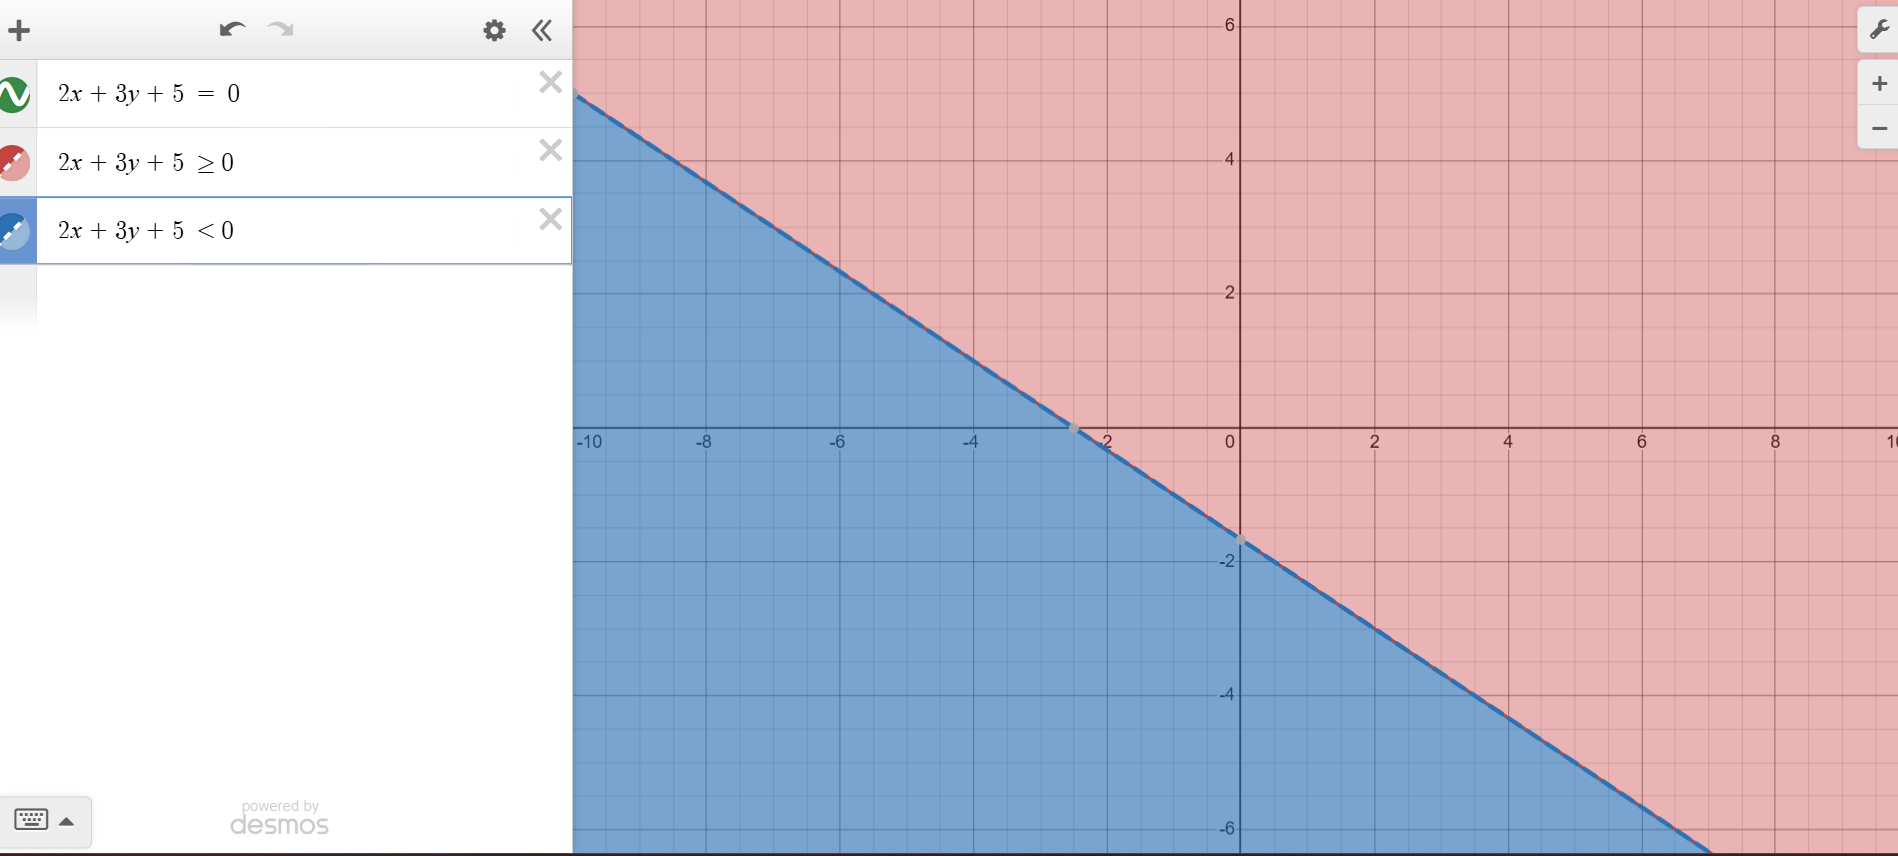 2x + 3y + 5 = 0
2x + 3y + 5 ≥ 0
2x + 3y + 5 < 0
6
4
2
-10 -8 -6 -4 -2 0 2 4 6 8 10
-2
-4
-6
powered by
desmos